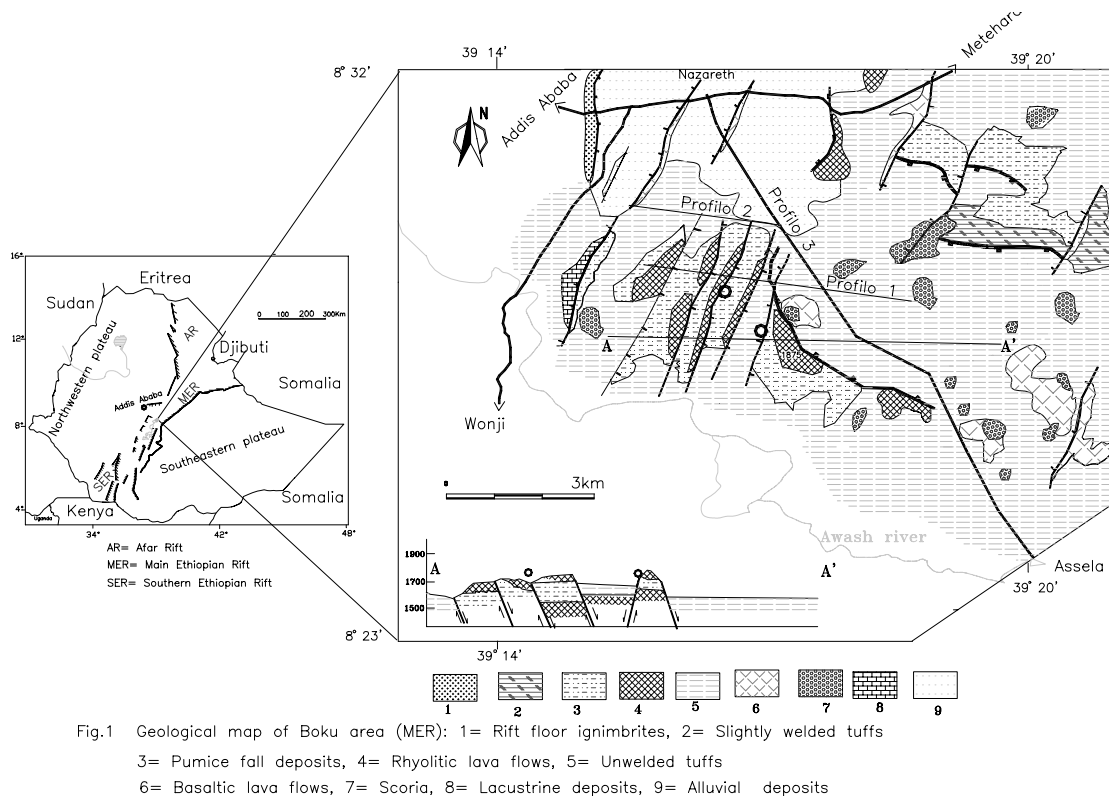 39 14'
39° 20'
Metehara
8° 32'
Nazareth
Addis Ababa
N
Profilo 2
Profilo 3
Profilo 1
A
A'
1875
Wonji
3km
Awash river
Assela
39° 20'
16°
Eritrea
Sudan
AR
0 100 200 300Km
12°
Djibuti
Northwestern plateau
MER
Somalia
Addis Ababa
8°
Southeastern plateau
SER
Somalia
Kenya
4°
Uganda
34° 42° 48°
AR= Afar Rift
MER= Main Ethiopian Rift
SER= Southern Ethiopian Rift
A
A'
1900
1700
1500
8° 23'
39° 14'
1 2 3 4 5 6 7 8 9
Fig.1 Geological map of Boku area (MER): 1= Rift floor ignimbrites, 2= Slightly welded tuffs
3= Pumice fall deposits, 4= Rhyolitic lava flows, 5= Unwelded tuffs
6= Basaltic lava flows, 7= Scoria, 8= Lacustrine deposits, 9= Alluvial deposits